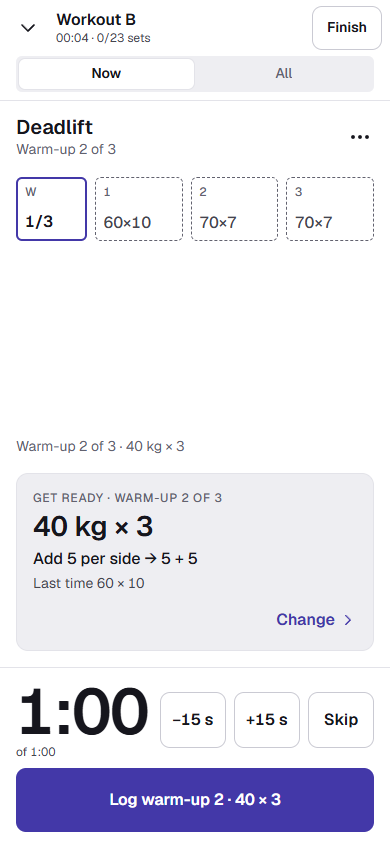 Workout B
00:04 · 0/23 sets
Finish
Now
All
Deadlift
Warm-up 2 of 3
W
1/3
1
60×10
2
70×7
3
70×7
Warm-up 2 of 3 · 40 kg × 3
GET READY · WARM-UP 2 OF 3
40 kg × 3
Add 5 per side → 5 + 5
Last time 60 × 10
Change
1:00
of 1:00
−15 s
+15 s
Skip
Log warm-up 2 · 40 × 3